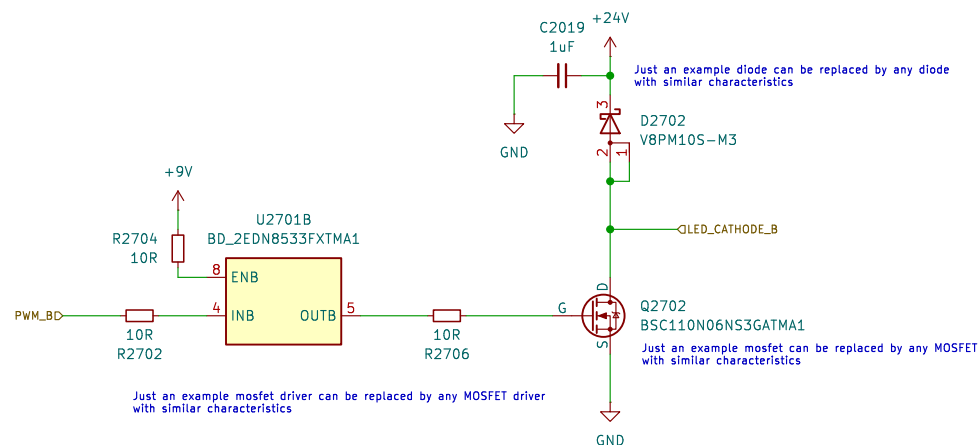 +24V
C2019
1uF
Just an example diode can be replaced by any diode
with similar characteristics
3
D2702
V8PM10S-M3
GND
2
1
+9V
U2701B
BD_2EDN8533FXTMA1
R2704
10R
LED_CATHODE_B
8
ENB
D
PWM_B
4
INB
OUTB
5
G
Q2702
BSC110N06NS3GATMA1
10R
R2702
10R
R2706
S
Just an example mosfet can be replaced by any MOSFET
with similar characteristics
Just an example mosfet driver can be replaced by any MOSFET driver
with similar characteristics
GND